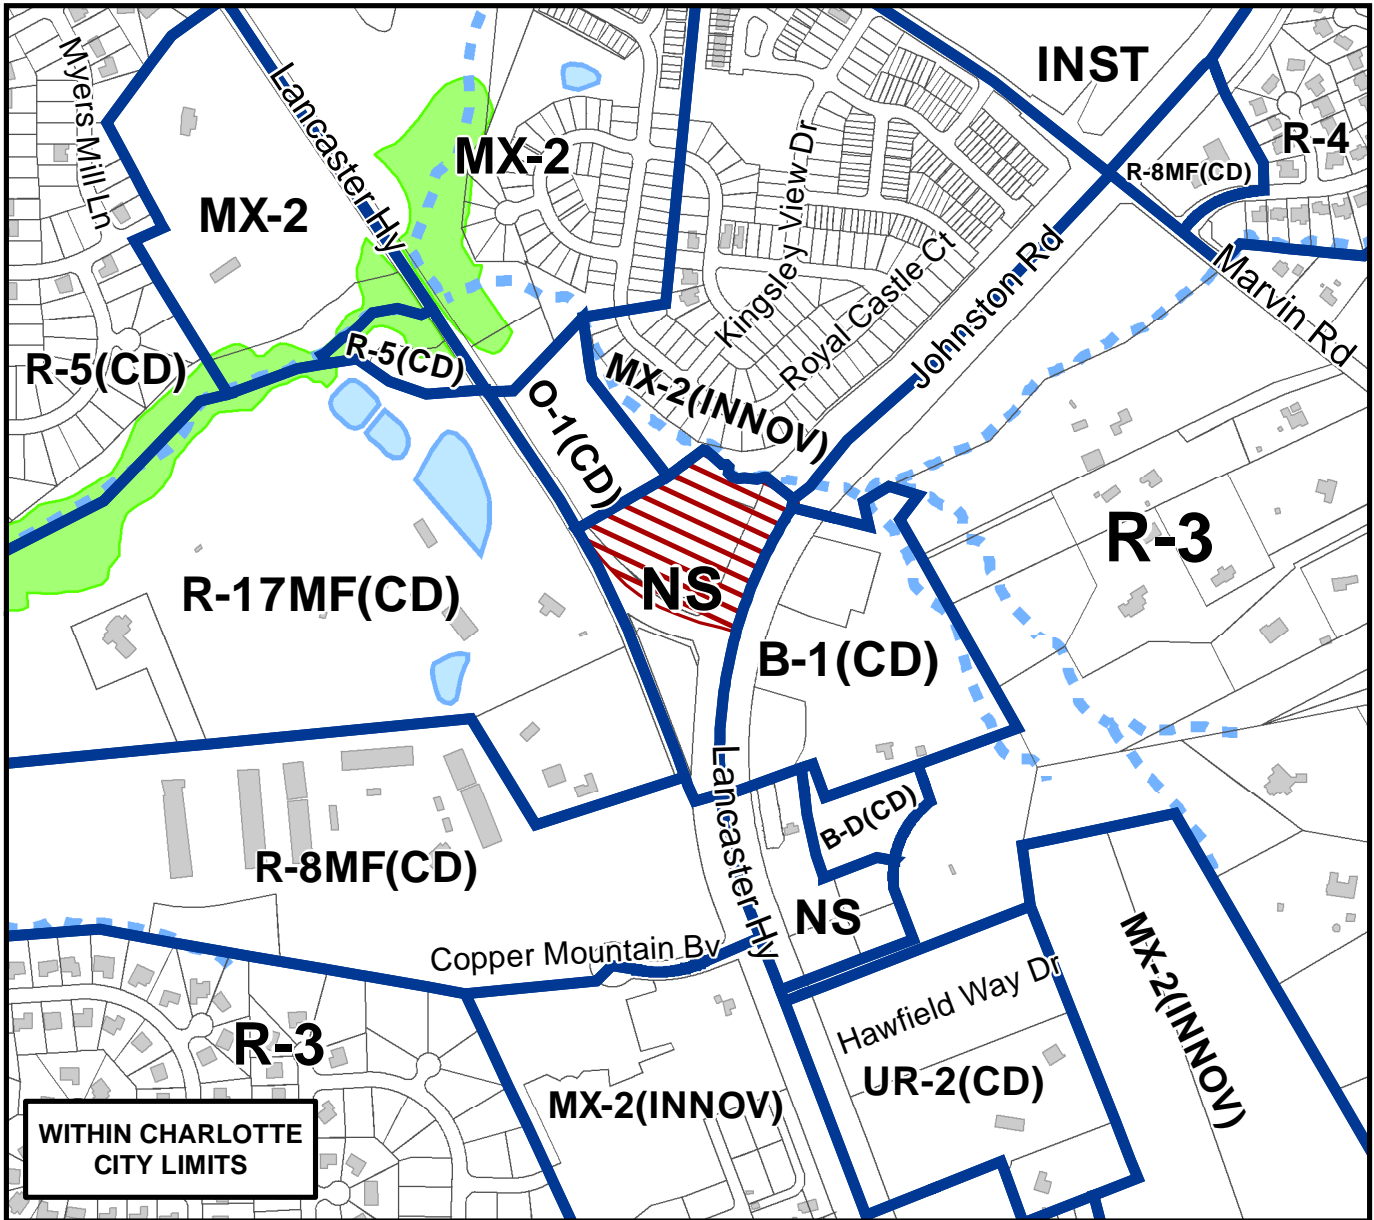 INST
Myers Mill Ln
Lancaster Hy
MX-2
R-4
R-8MF(CD)
MX-2
Kingsley View Dr
Royal Castle Ct
Johnston Rd
Marvin Rd
R-5(CD)
R-5(CD)
MX-2(INNOV)
O-1(CD)
R-3
R-17MF(CD)
NS
B-1(CD)
Lancaster Hy
B-D(CD)
R-8MF(CD)
NS
Copper Mountain Bv
MX-2(INNOV)
Hawfield Way Dr
R-3
UR-2(CD)
MX-2(INNOV)
WITHIN CHARLOTTE
CITY LIMITS